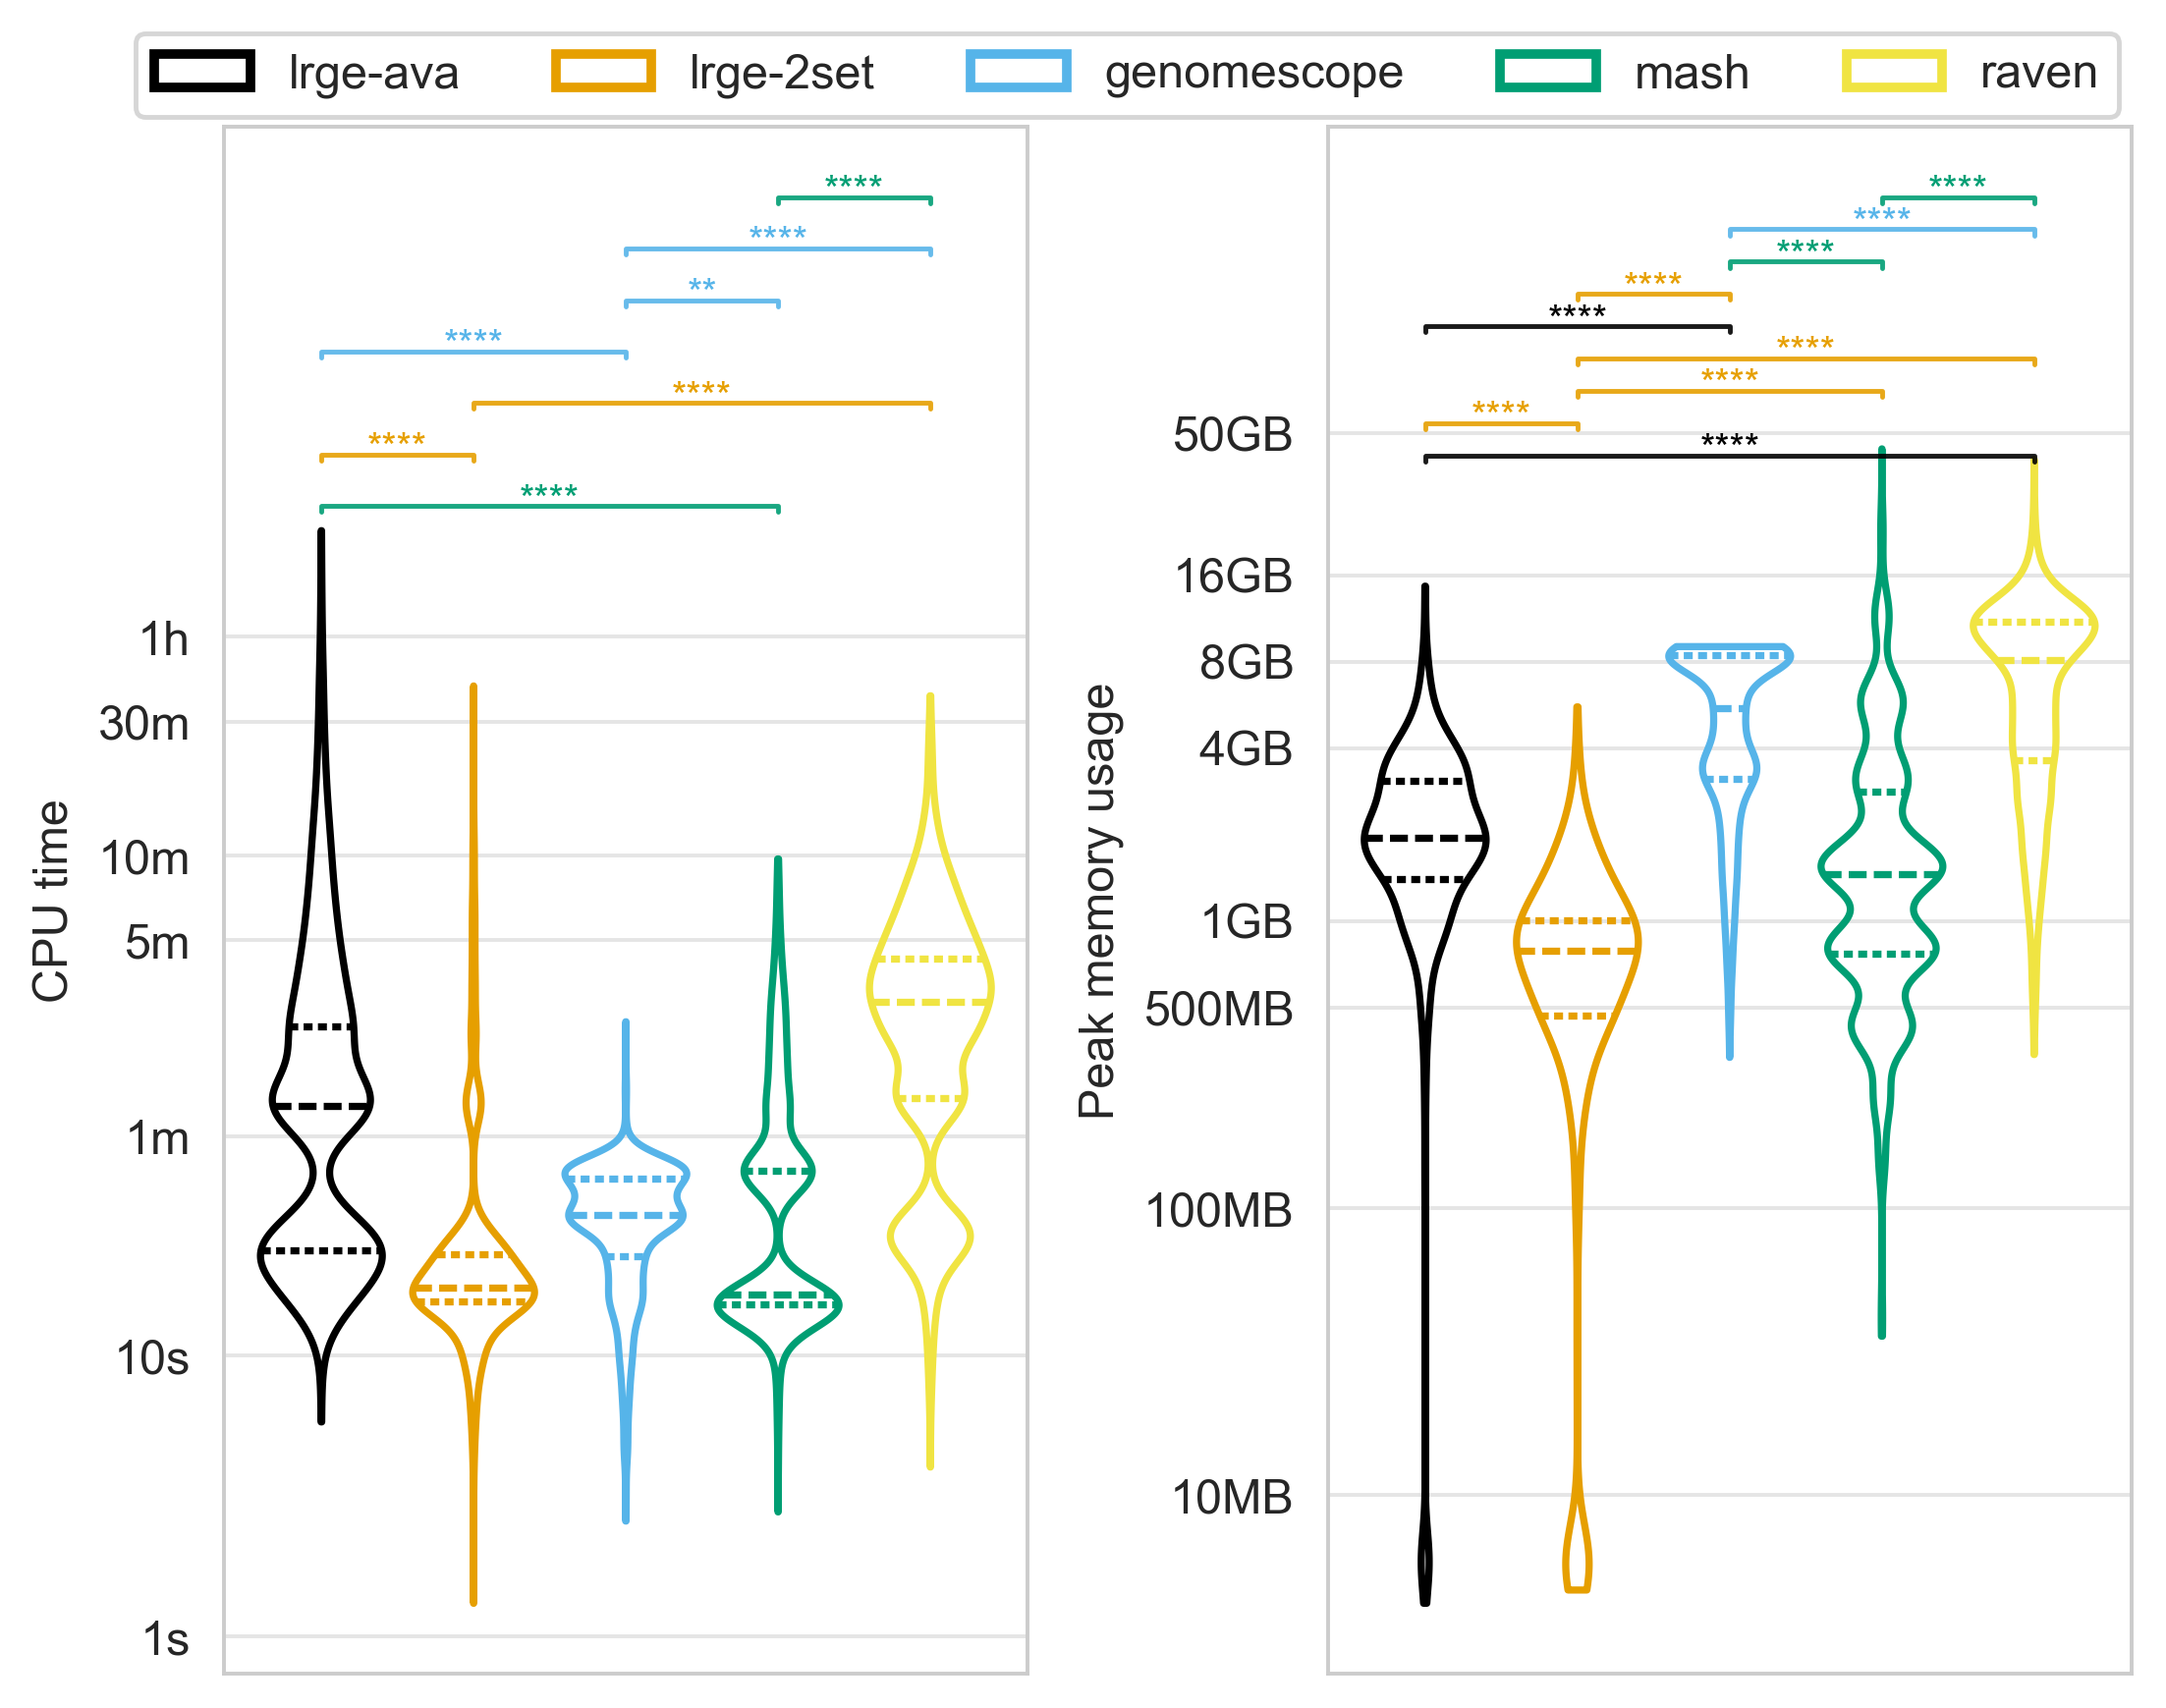 lrge-ava lrge-2set genomescope mash raven
CPU time
1h
30m
10m
5m
1m
10s
1s
****
****
**
****
****
****
****
Peak memory usage
50GB
16GB
8GB
4GB
1GB
500MB
100MB
10MB
****
****
****
****
****
****
****
****
****